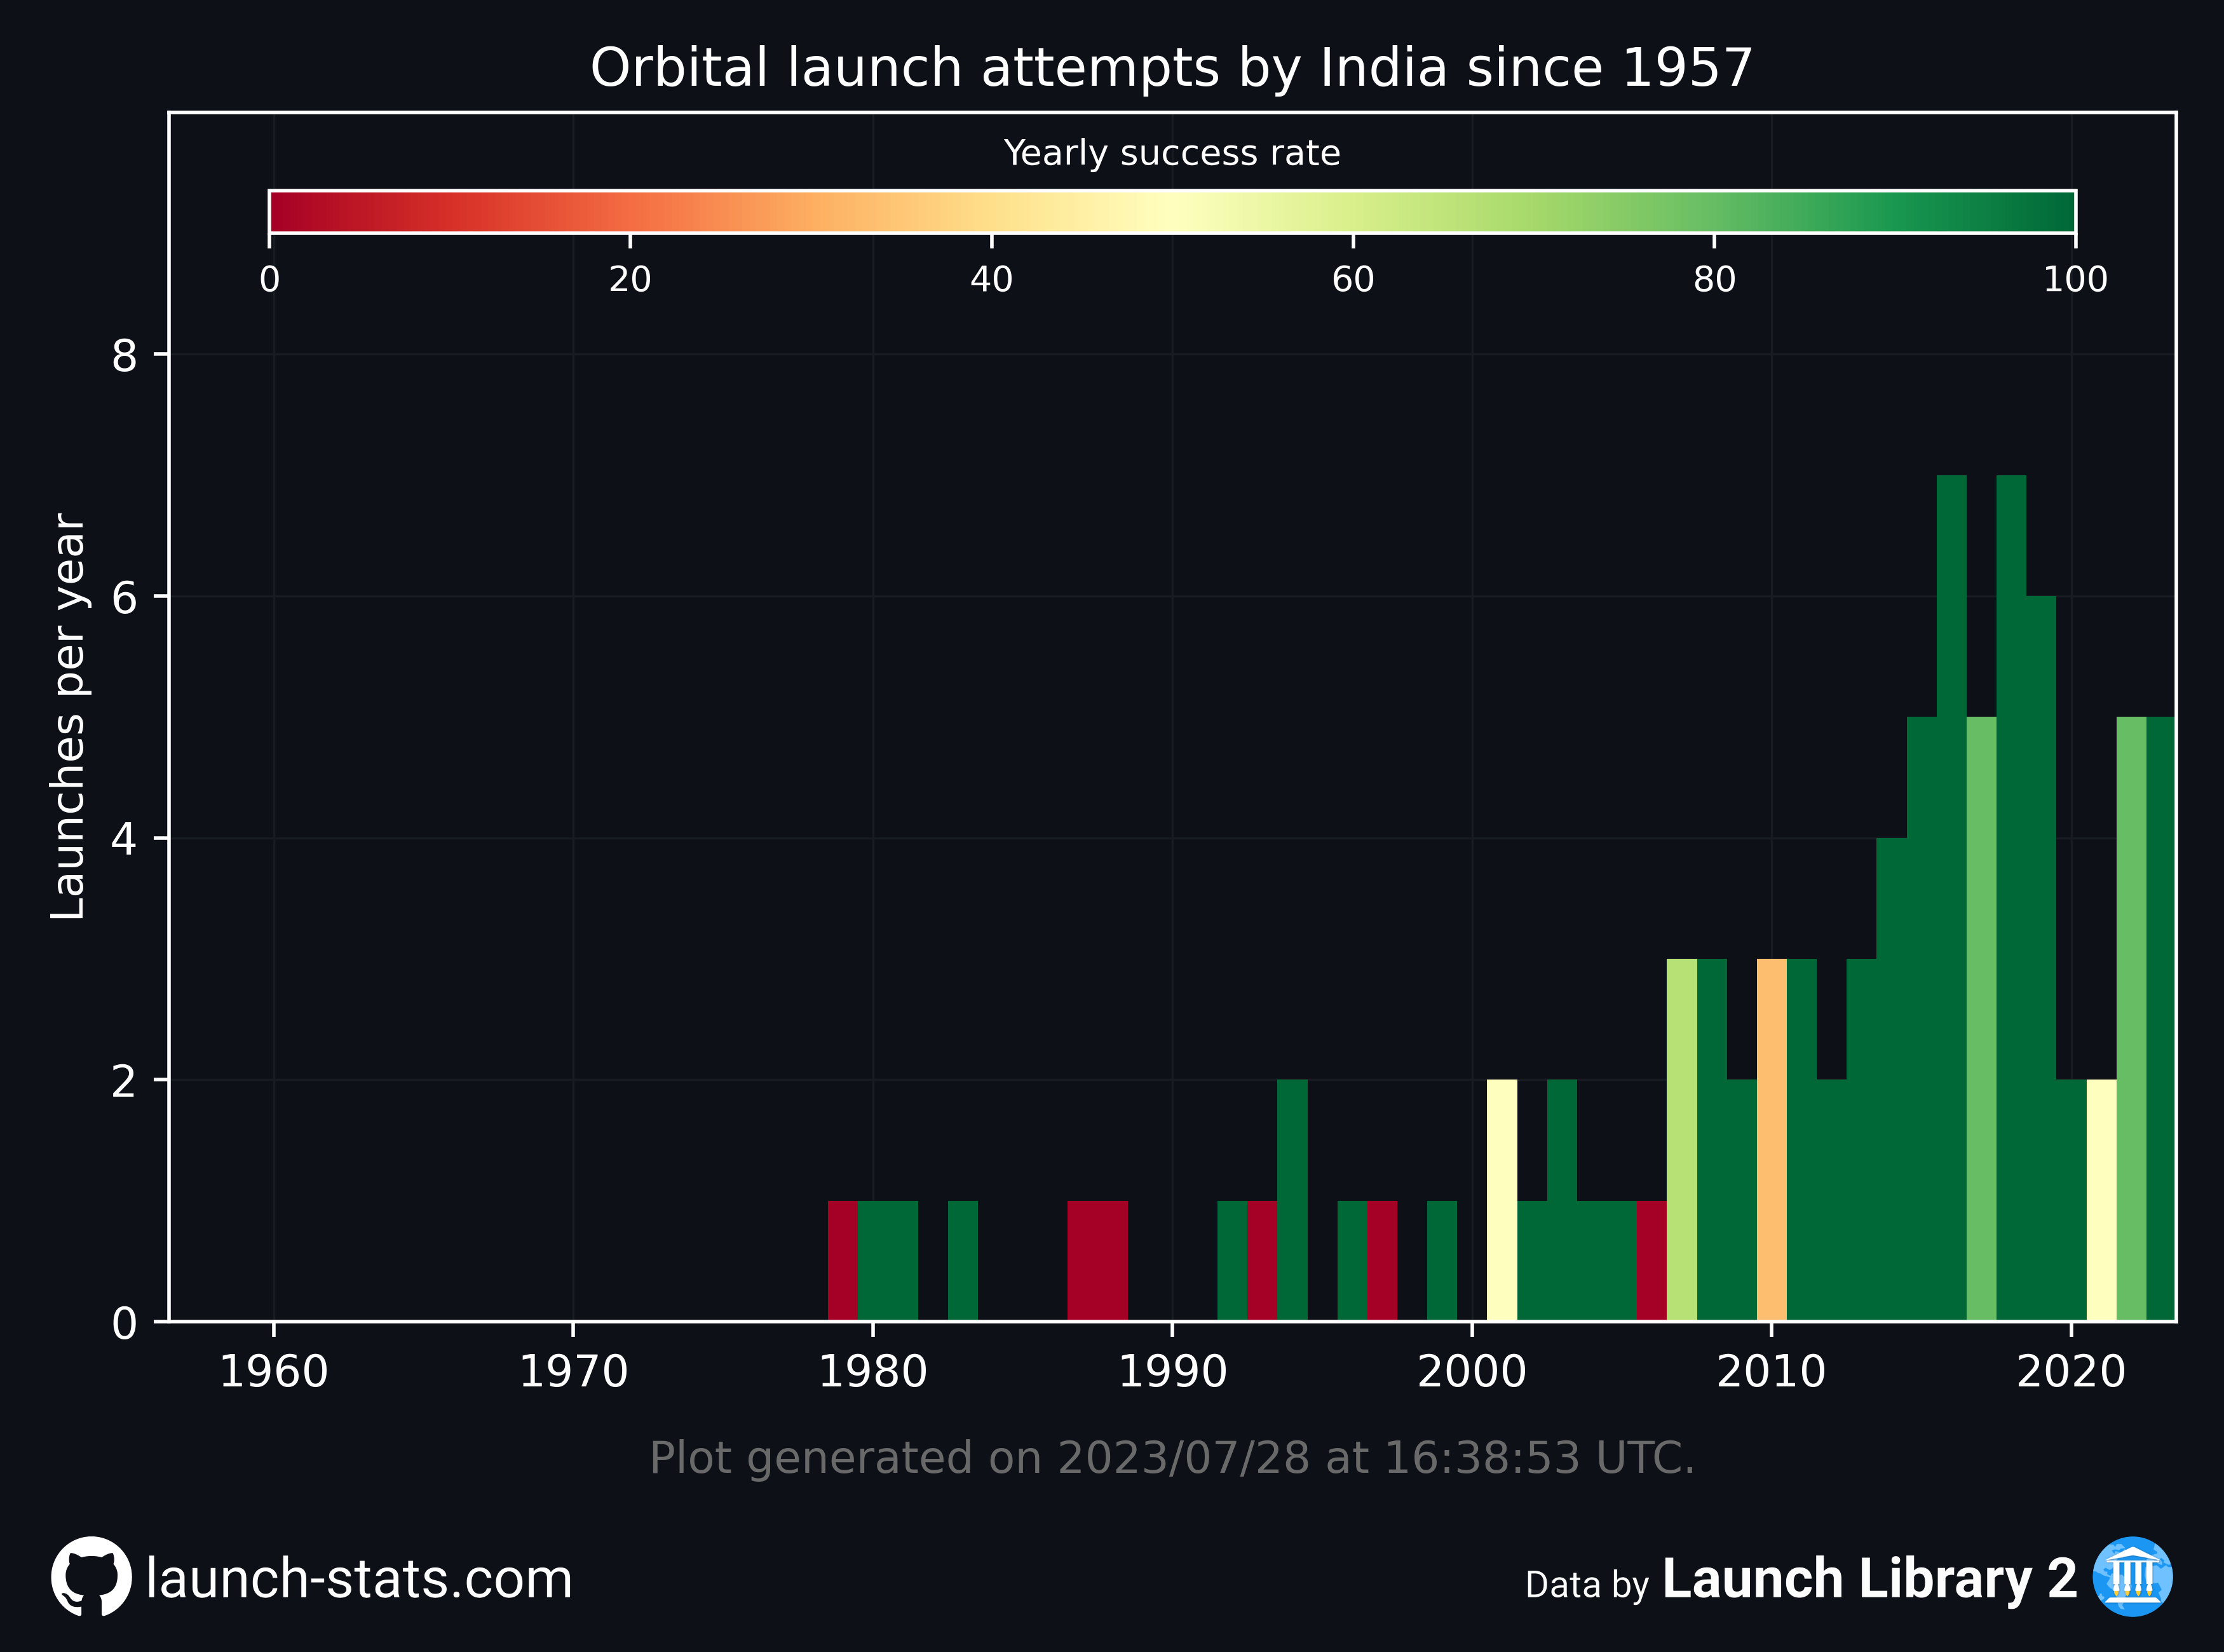 Orbital launch attempts by India since 1957
Yearly success rate
0 20 40 60 80 100
8
6
4
2
0
Launches per year
1960 1970 1980 1990 2000 2010 2020
Plot generated on 2023/07/28 at 16:38:53 UTC.
launch-stats.com
Data by Launch Library 2